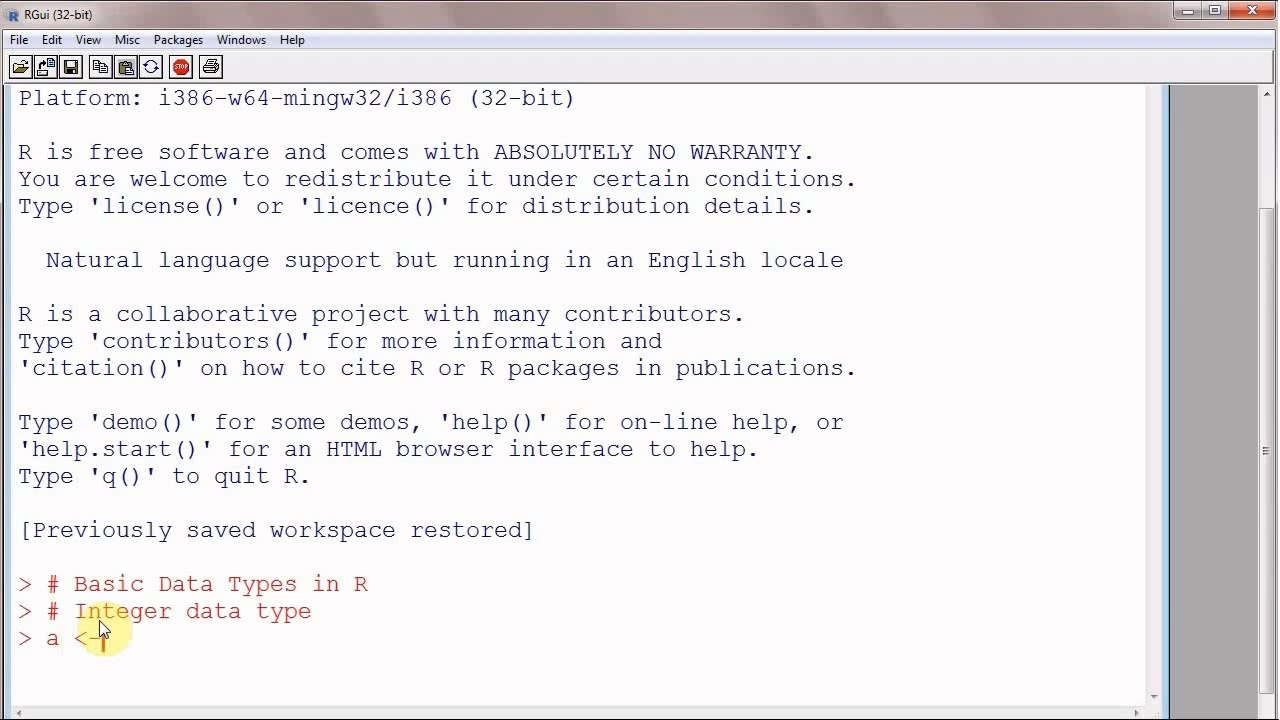 RGui (32-bit)
File Edit View Misc Packages Windows Help
STOP
Platform: i386-w64-mingw32/i386 (32-bit)
R is free software and comes with ABSOLUTELY NO WARRANTY.
You are welcome to redistribute it under certain conditions.
Type 'license()' or 'licence()' for distribution details.
Natural language support but running in an English locale
R is a collaborative project with many contributors.
Type 'contributors()' for more information and
'citation()' on how to cite R or R packages in publications.
Type 'demo()' for some demos, 'help()' for on-line help, or
'help.start()' for an HTML browser interface to help.
Type 'q()' to quit R.
[Previously saved workspace restored]
> # Basic Data Types in R
> # Integer data type
> a <-